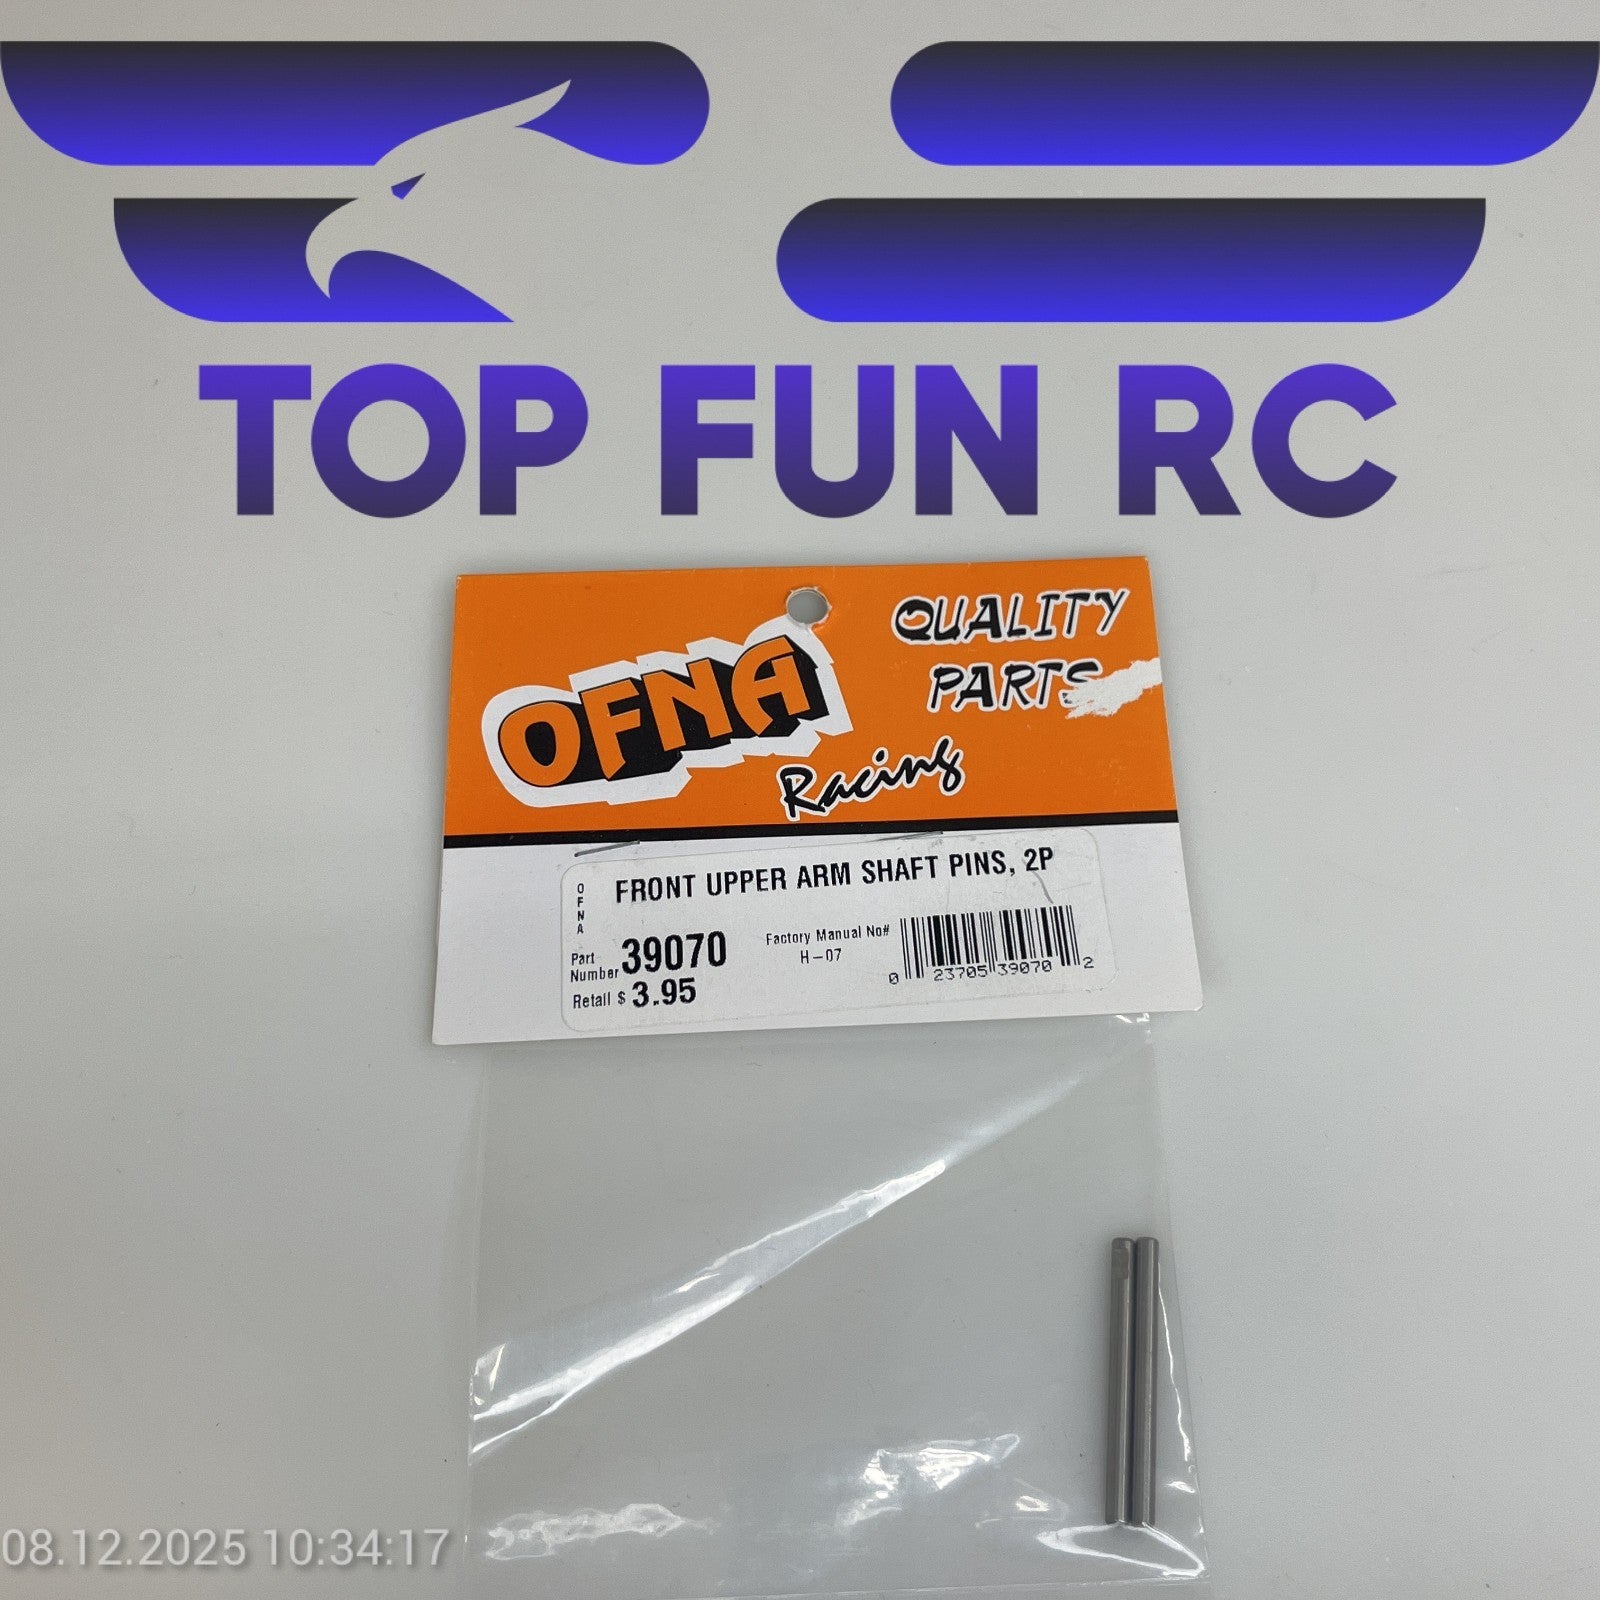 TOP FUN RC
OFNA
Racing
QUALITY
PARTS
OFNA
FRONT UPPER ARM SHAFT PINS, 2P
Part
Number 39070
Factory Manual No#
H-07
Retail $ 3.95
0 23705 39070 2
08.12.2025 10:34:17